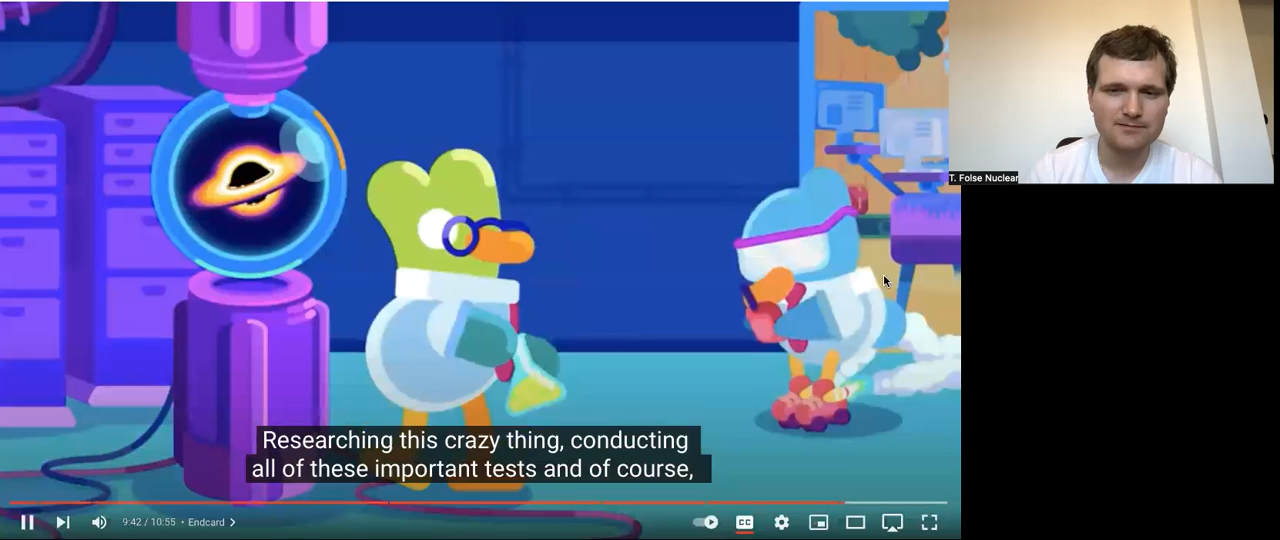 T. Folse Nuclear
Researching this crazy thing, conducting
all of these important tests and of course,
9:42 / 10:55 • Endcard
CC